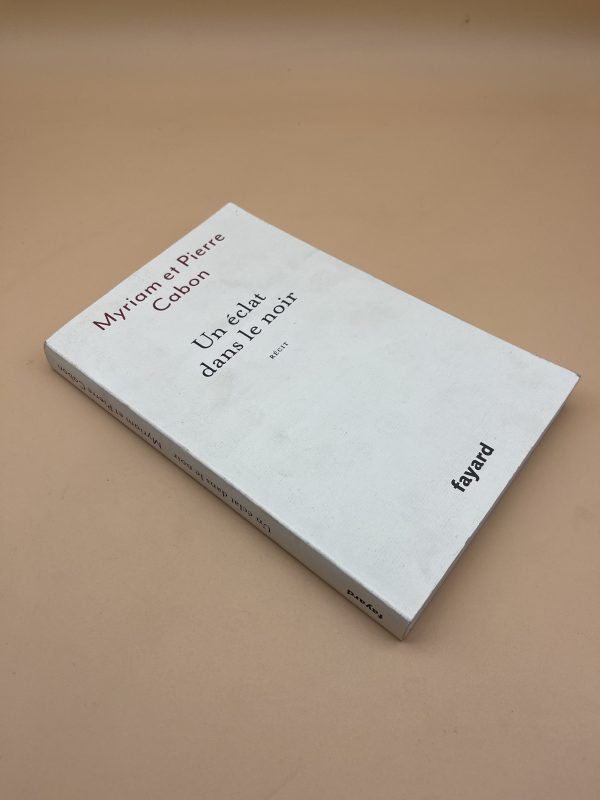 Myriam et Pierre
Cabon
Un éclat
dans le noir
RÉCIT
fayard
Myriam et Pierre Cabon
Un éclat dans le noir
fayard